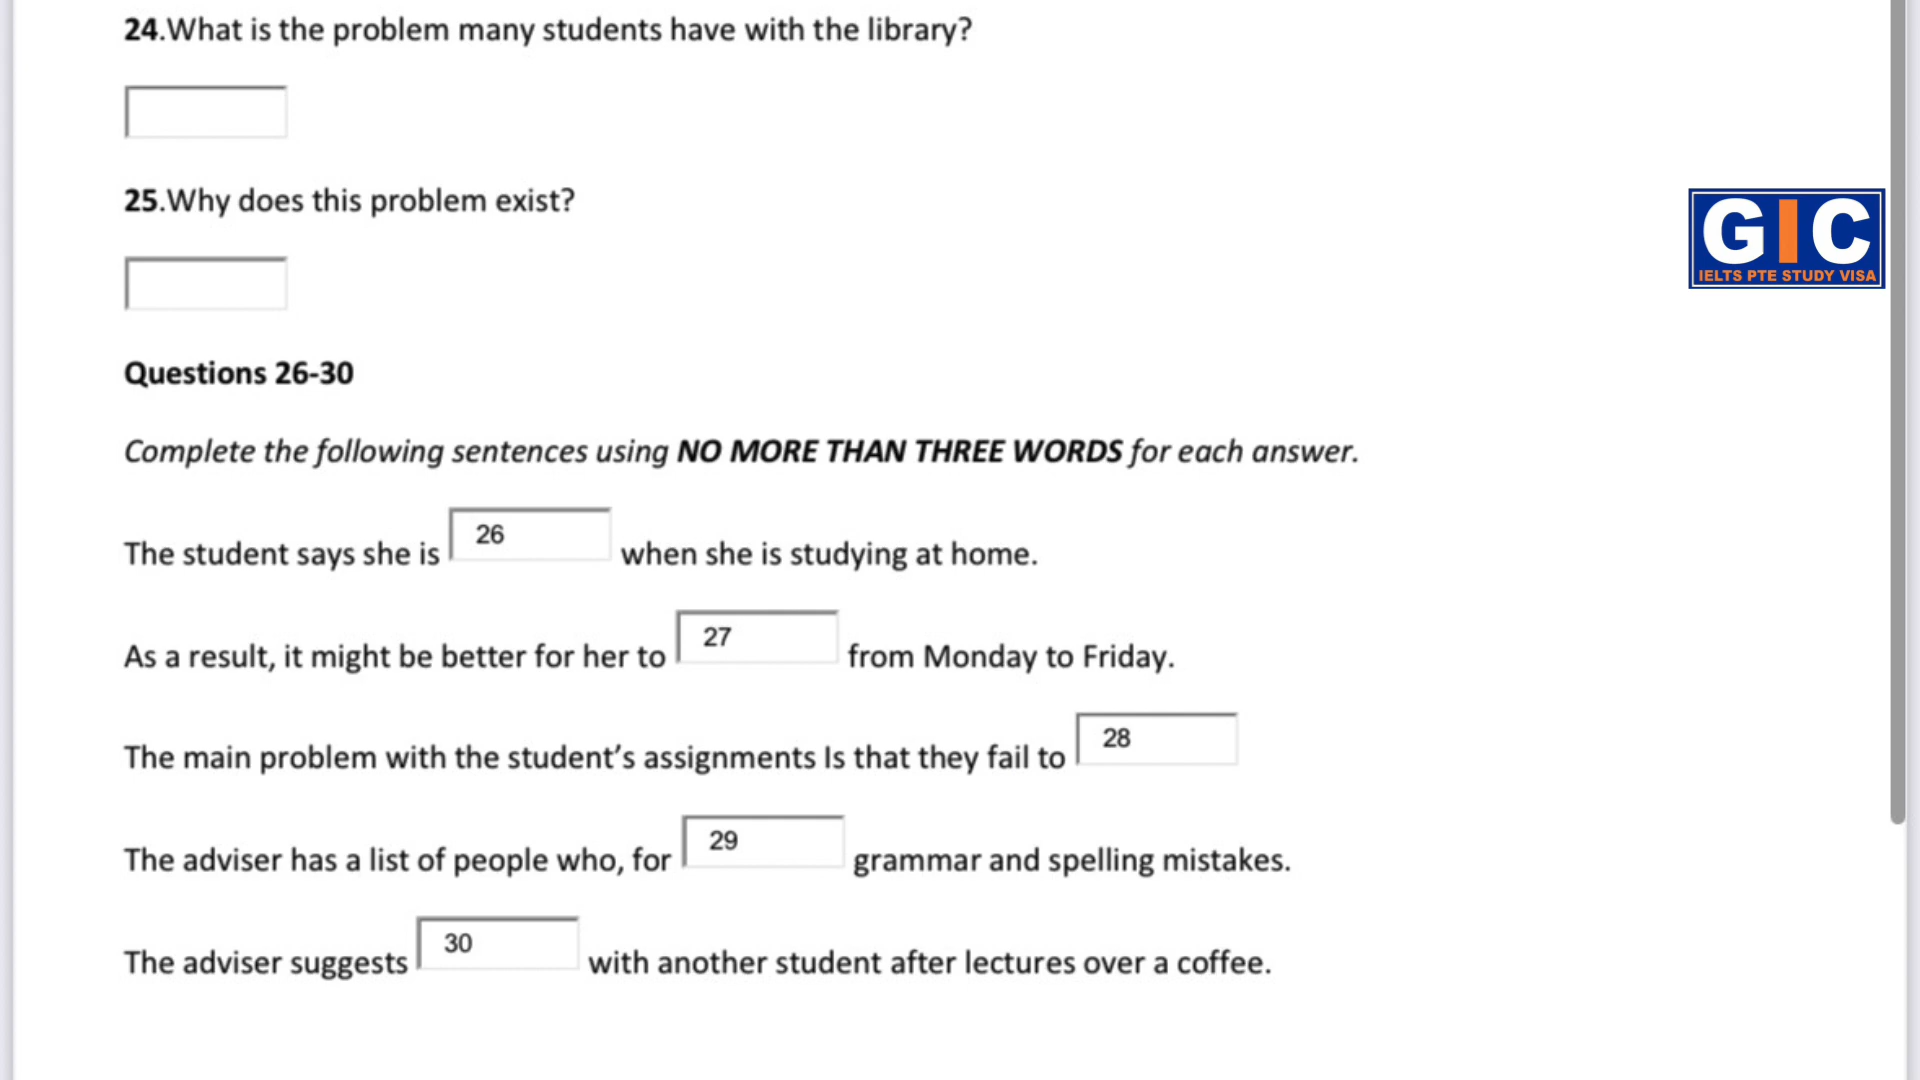 24.What is the problem many students have with the library?
25.Why does this problem exist?
GIC
IELTS PTE STUDY VISA
Questions 26-30
Complete the following sentences using NO MORE THAN THREE WORDS for each answer.
The student says she is 26 when she is studying at home.
As a result, it might be better for her to 27 from Monday to Friday.
The main problem with the student’s assignments Is that they fail to 28
The adviser has a list of people who, for 29 grammar and spelling mistakes.
The adviser suggests 30 with another student after lectures over a coffee.